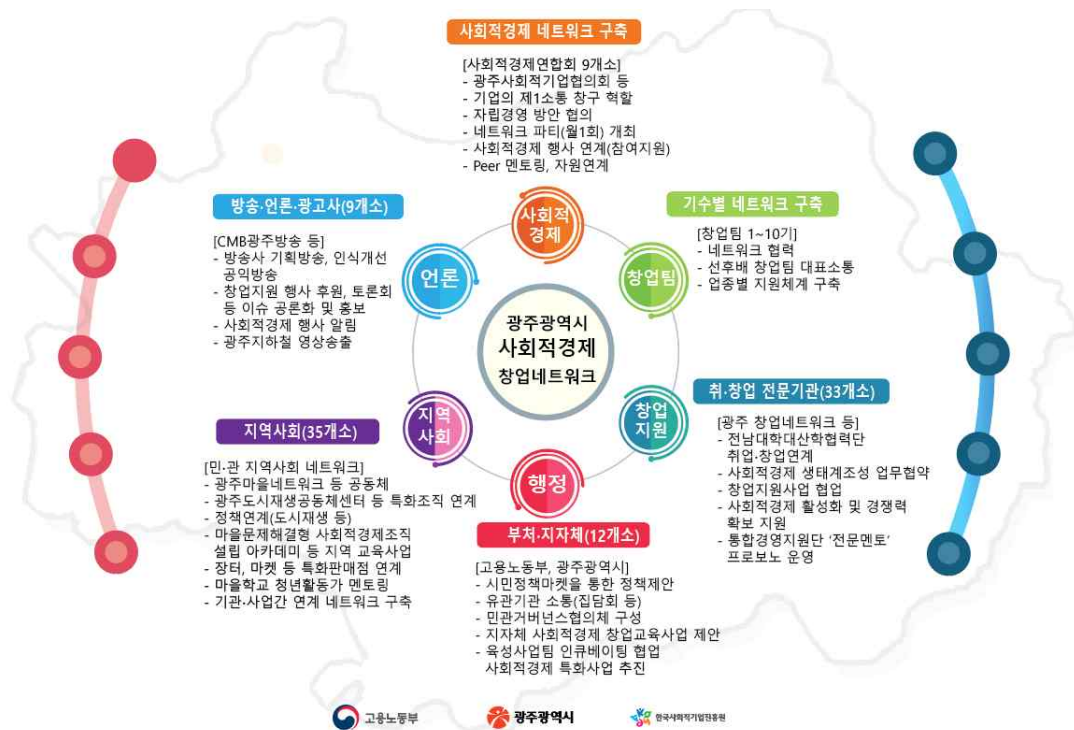 사회적경제 네트워크 구축
[사회적경제연합회 9개소]
- 광주사회적기업협의회 등
- 기업의 제1소통 창구 혁할
- 자립경영 방안 협의
- 네트워크 파티(월1회) 개최
- 사회적경제 행사 연계(참여지원)
- Peer 멘토링, 자원연계
방송·언론·광고사(9개소)
[CMB광주방송 등]
- 방송사 기획방송, 인식개선
공익방송
- 창업지원 행사 후원, 토론회
등 이슈 공론화 및 홍보
- 사회적경제 행사 알림
- 광주지하철 영상송출
기수별 네트워크 구축
[창업팀 1~10기]
- 네트워크 협력
- 선후배 창업팀 대표소통
- 업종별 지원체계 구축
사회적
경제
언론
창업팀
광주광역시
사회적경제
창업네트워크
지역
사회
창업
지원
행정
지역사회(35개소)
[민·관 지역사회 네트워크]
- 광주마을네트워크 등 공동체
- 광주도시재생공동체센터 등 특화조직 연계
- 정책연계(도시재생 등)
- 마을문제해결형 사회적경제조직
설립 아카데미 등 지역 교육사업
- 장터, 마켓 등 특화판매점 연계
- 마을학교 청년활동가 멘토링
- 기관·사업간 연계 네트워크 구축
취·창업 전문기관(33개소)
[광주 창업네트워크 등]
- 전남대학대산학협력단
취업·창업연계
- 사회적경제 생태계조성 업무협약
- 창업지원사업 협업
- 사회적경제 활성화 및 경쟁력
확보 지원
- 통합경영지원단 ‘전문멘토’
프로보노 운영
부처·지자체(12개소)
[고용노동부, 광주광역시]
- 시민정책마켓을 통한 정책제안
- 유관기관 소통(집담회 등)
- 민관거버넌스협의체 구성
- 지자체 사회적경제 창업교육사업 제안
- 육성사업팀 인큐베이팅 협업
사회적경제 특화사업 추진
고용노동부
광주광역시
한국사회적기업진흥원